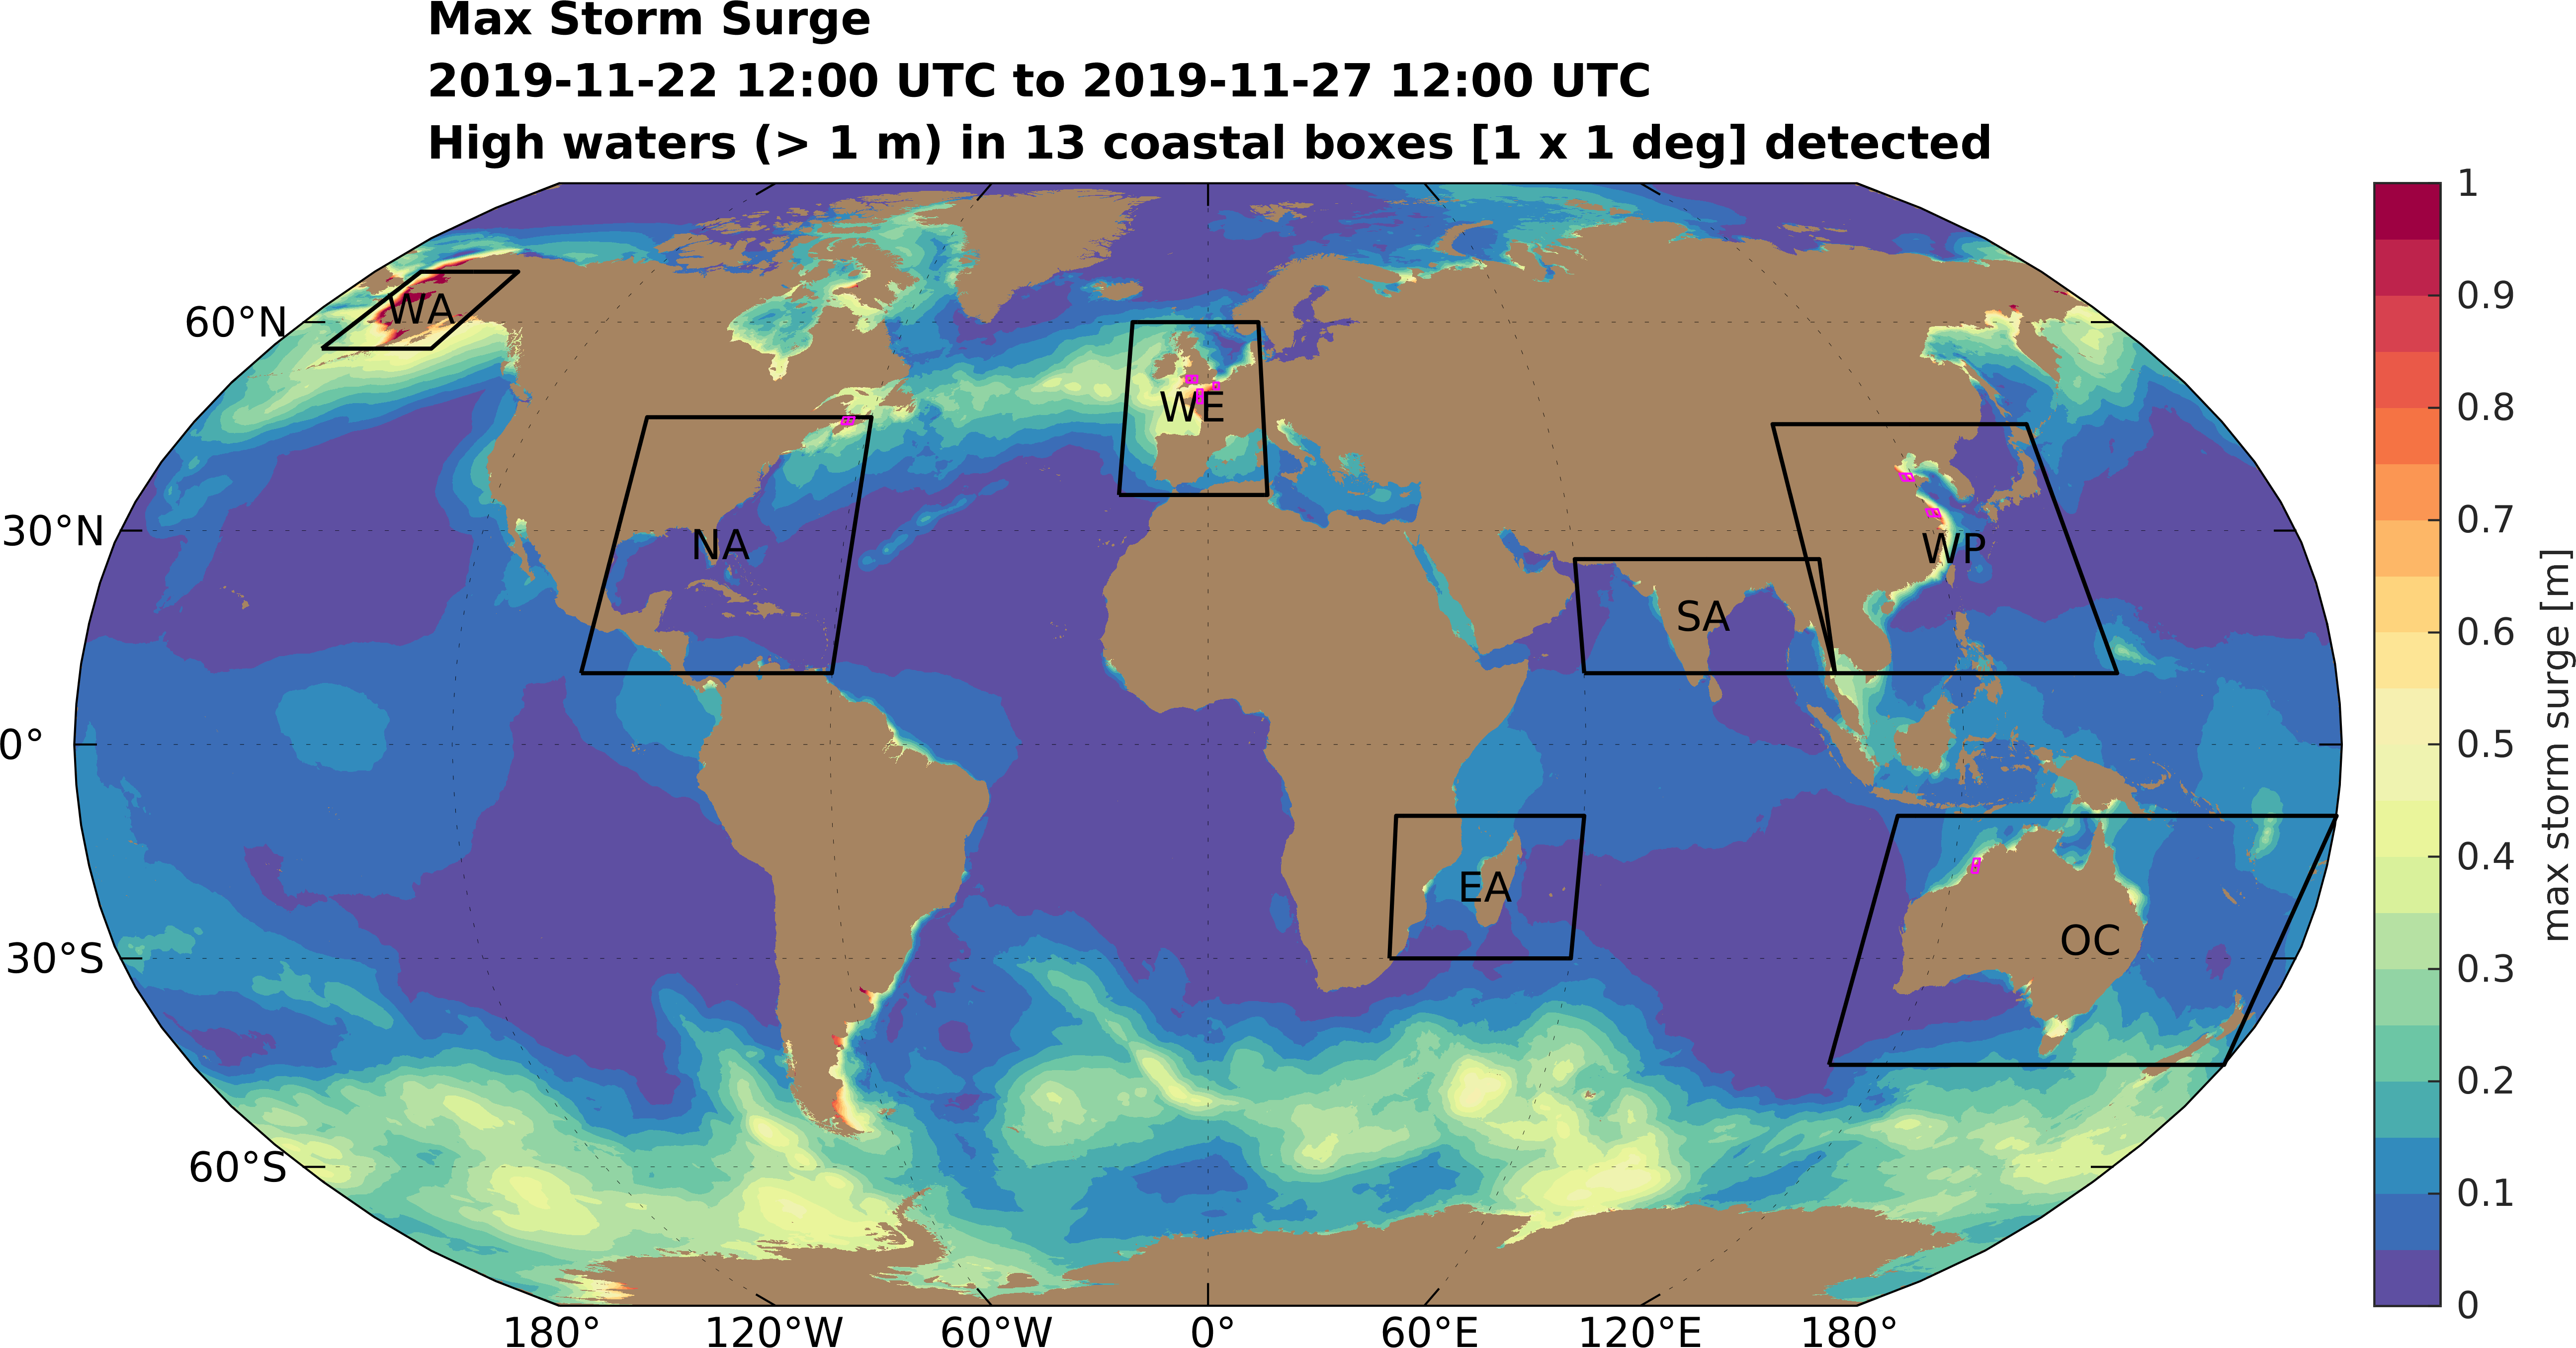 Max Storm Surge
2019-11-22 12:00 UTC to 2019-11-27 12:00 UTC
High waters (> 1 m) in 13 coastal boxes [1 x 1 deg] detected
60°N
30°N
0°
30°S
60°S
WA
NA
WE
SA
WP
EA
OC
180°
120°W
60°W
0°
60°E
120°E
180°
1
0.9
0.8
0.7
0.6
0.5
0.4
0.3
0.2
0.1
0
max storm surge [m]